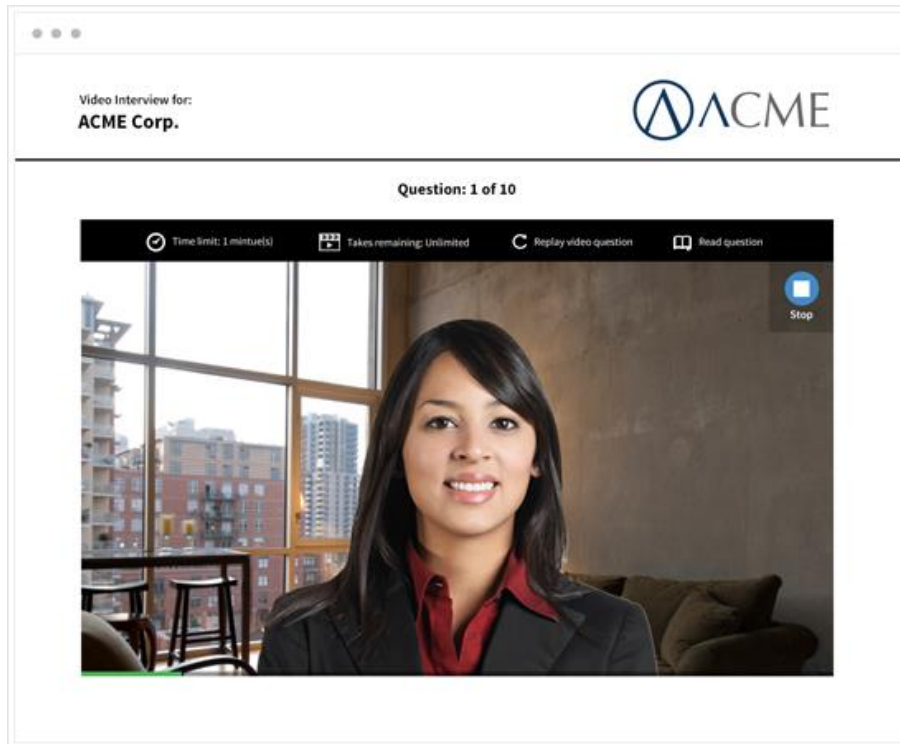 Video Interview for:
ACME Corp.
ACME
Question: 1 of 10
Time limit: 1 mintue(s)
Takes remaining: Unlimited
Replay video question
Read question
Stop